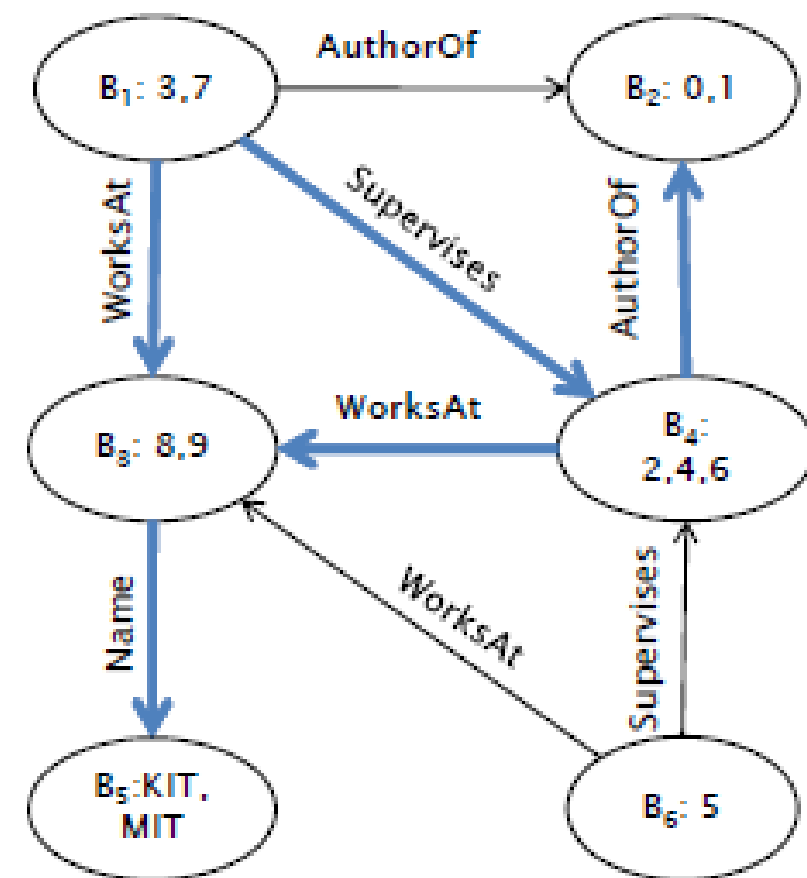 AuthorOf
B₁: 3,7
B₂: 0,1
WorksAt
Supervises
AuthorOf
WorksAt
B₃: 8,9
B₄:
2,4,6
Name
WorksAt
Supervises
B₅:KIT,
MIT
B₆: 5